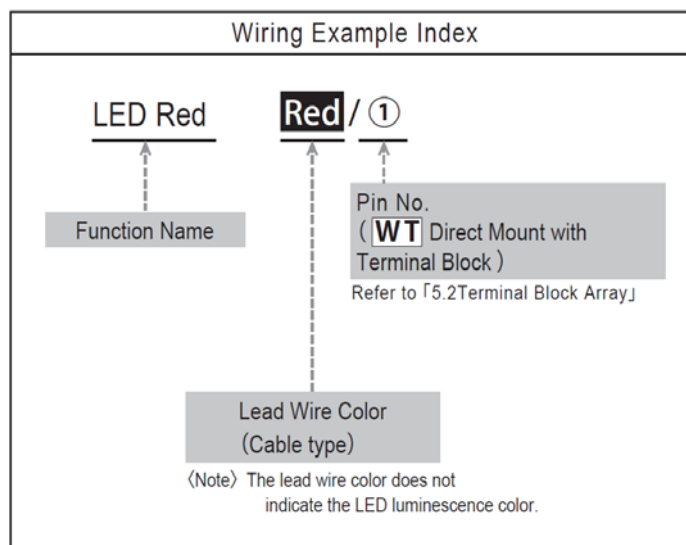 Wiring Example Index
LED Red Red / ①
Function Name
Pin No.
( WT Direct Mount with
Terminal Block )
Refer to 「5.2Terminal Block Array」
Lead Wire Color
(Cable type)
〈Note〉 The lead wire color does not
indicate the LED luminescence color.